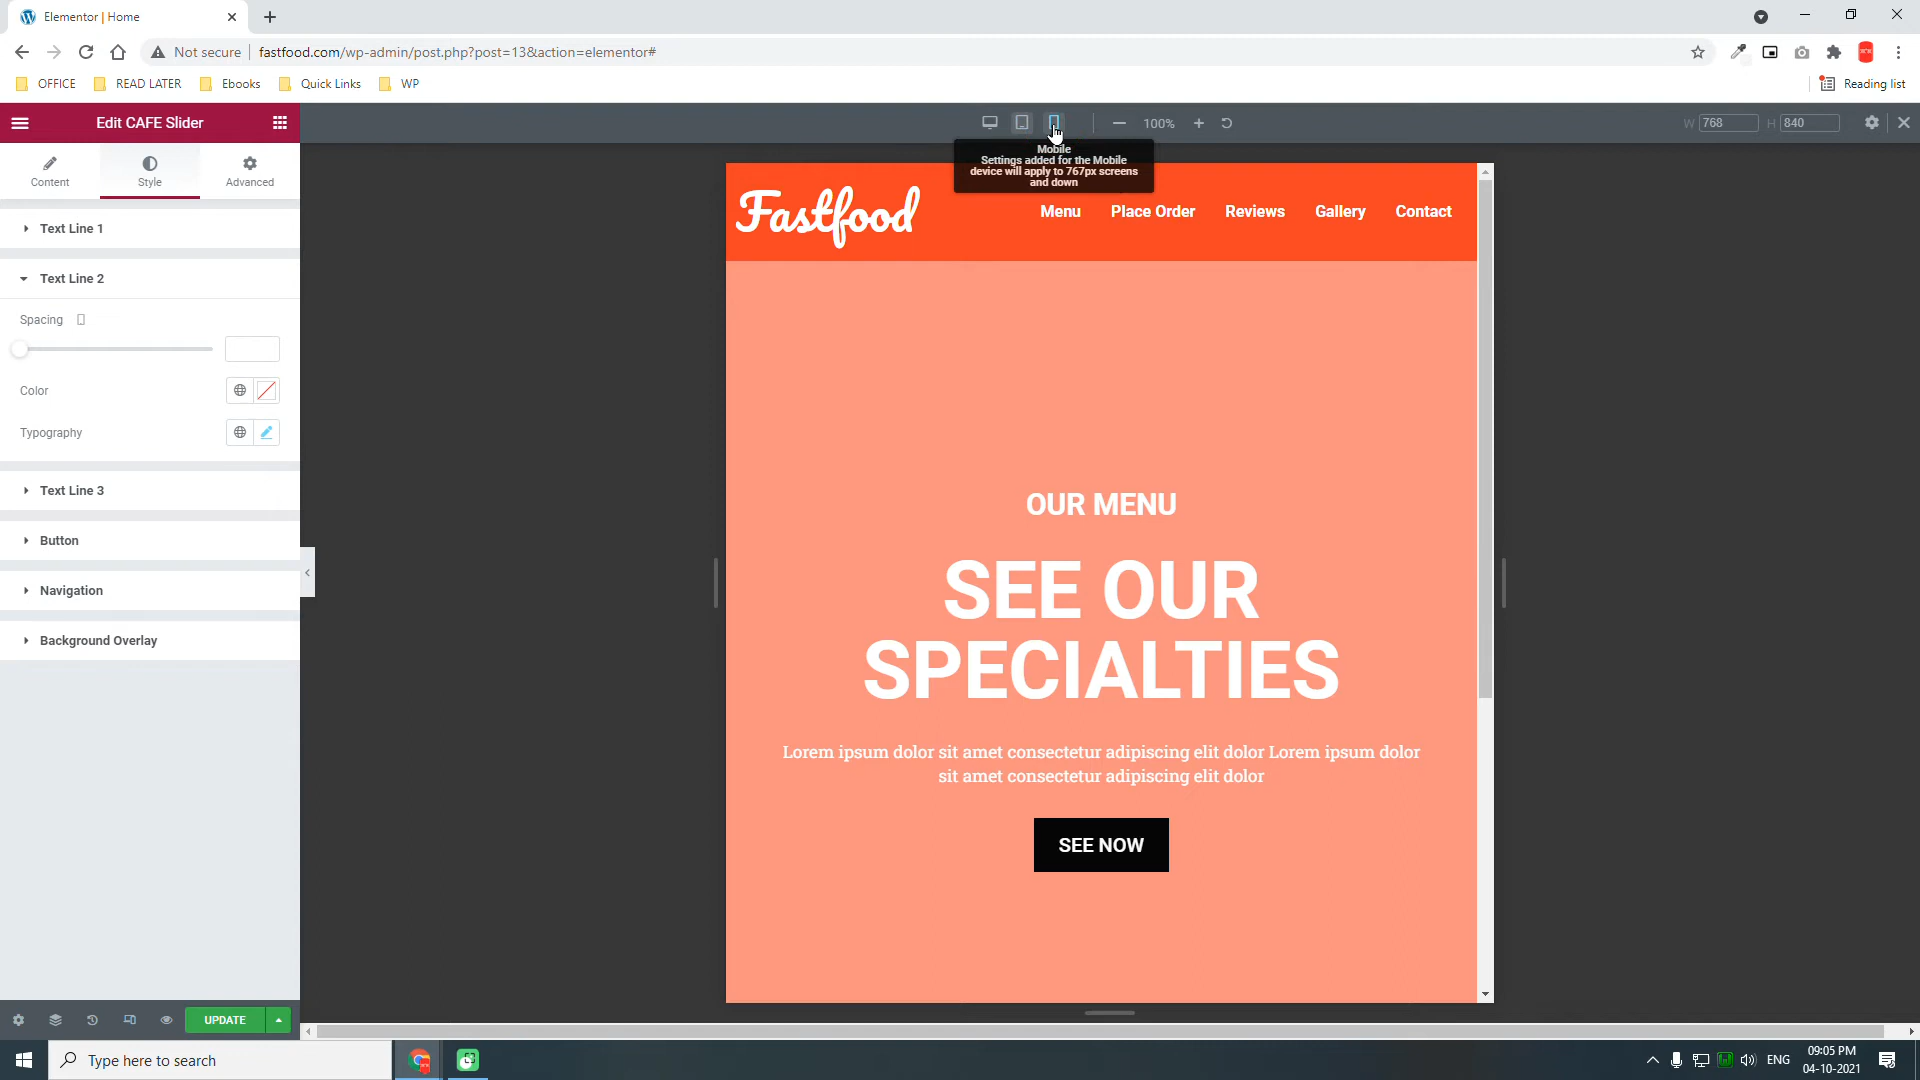 Elementor | Home
Not secure
fastfood.com/wp-admin/post.php?post=13&action=elementor#
OFFICE
READ LATER
Ebooks
Quick Links
WP
Reading list
Edit CAFE Slider
100%
W 768
H 840
Content
Style
Advanced
Mobile
Settings added for the Mobile
device will apply to 767px screens
and down
Text Line 1
Text Line 2
Spacing
Color
Typography
Text Line 3
Button
Navigation
Background Overlay
UPDATE
Fastfood
Menu
Place Order
Reviews
Gallery
Contact
OUR MENU
SEE OUR
SPECIALTIES
Lorem ipsum dolor sit amet consectetur adipiscing elit dolor Lorem ipsum dolor
sit amet consectetur adipiscing elit dolor
SEE NOW
Type here to search
ENG
09:05 PM
04-10-2021